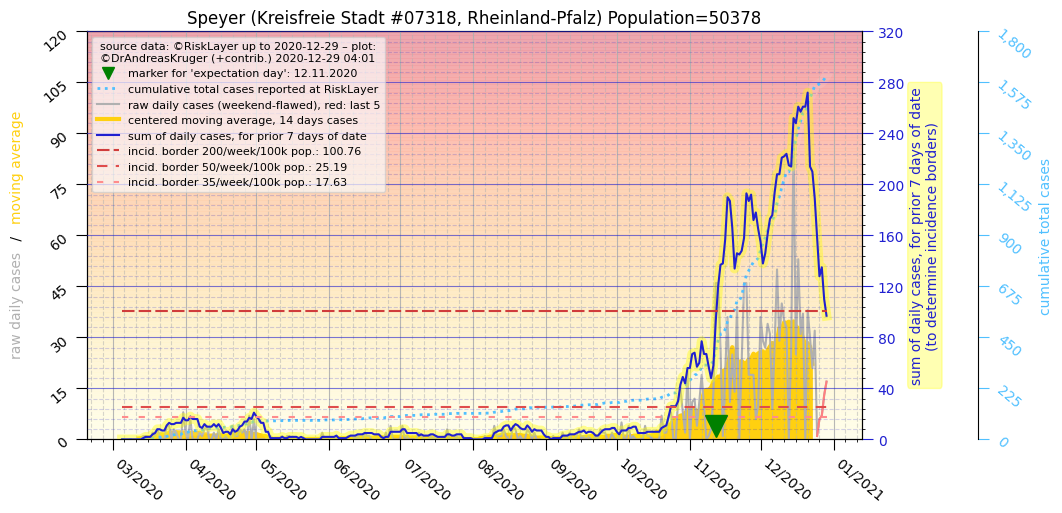 Speyer (Kreisfreie Stadt #07318, Rheinland-Pfalz) Population=50378
source data: ©RiskLayer up to 2020-12-29 – plot:
©DrAndreasKruger (+contrib.) 2020-12-29 04:01
marker for 'expectation day': 12.11.2020
cumulative total cases reported at RiskLayer
raw daily cases (weekend-flawed), red: last 5
centered moving average, 14 days cases
sum of daily cases, for prior 7 days of date
incid. border 200/week/100k pop.: 100.76
incid. border 50/week/100k pop.: 25.19
incid. border 35/week/100k pop.: 17.63
raw daily cases / moving average
120
105
90
75
60
45
30
15
0
03/2020
04/2020
05/2020
06/2020
07/2020
08/2020
09/2020
10/2020
11/2020
12/2020
01/2021
320
280
240
200
160
120
80
40
0
sum of daily cases, for prior 7 days of date
(to determine incidence borders)
1,800
1,575
1,350
1,125
900
675
450
225
0
cumulative total cases